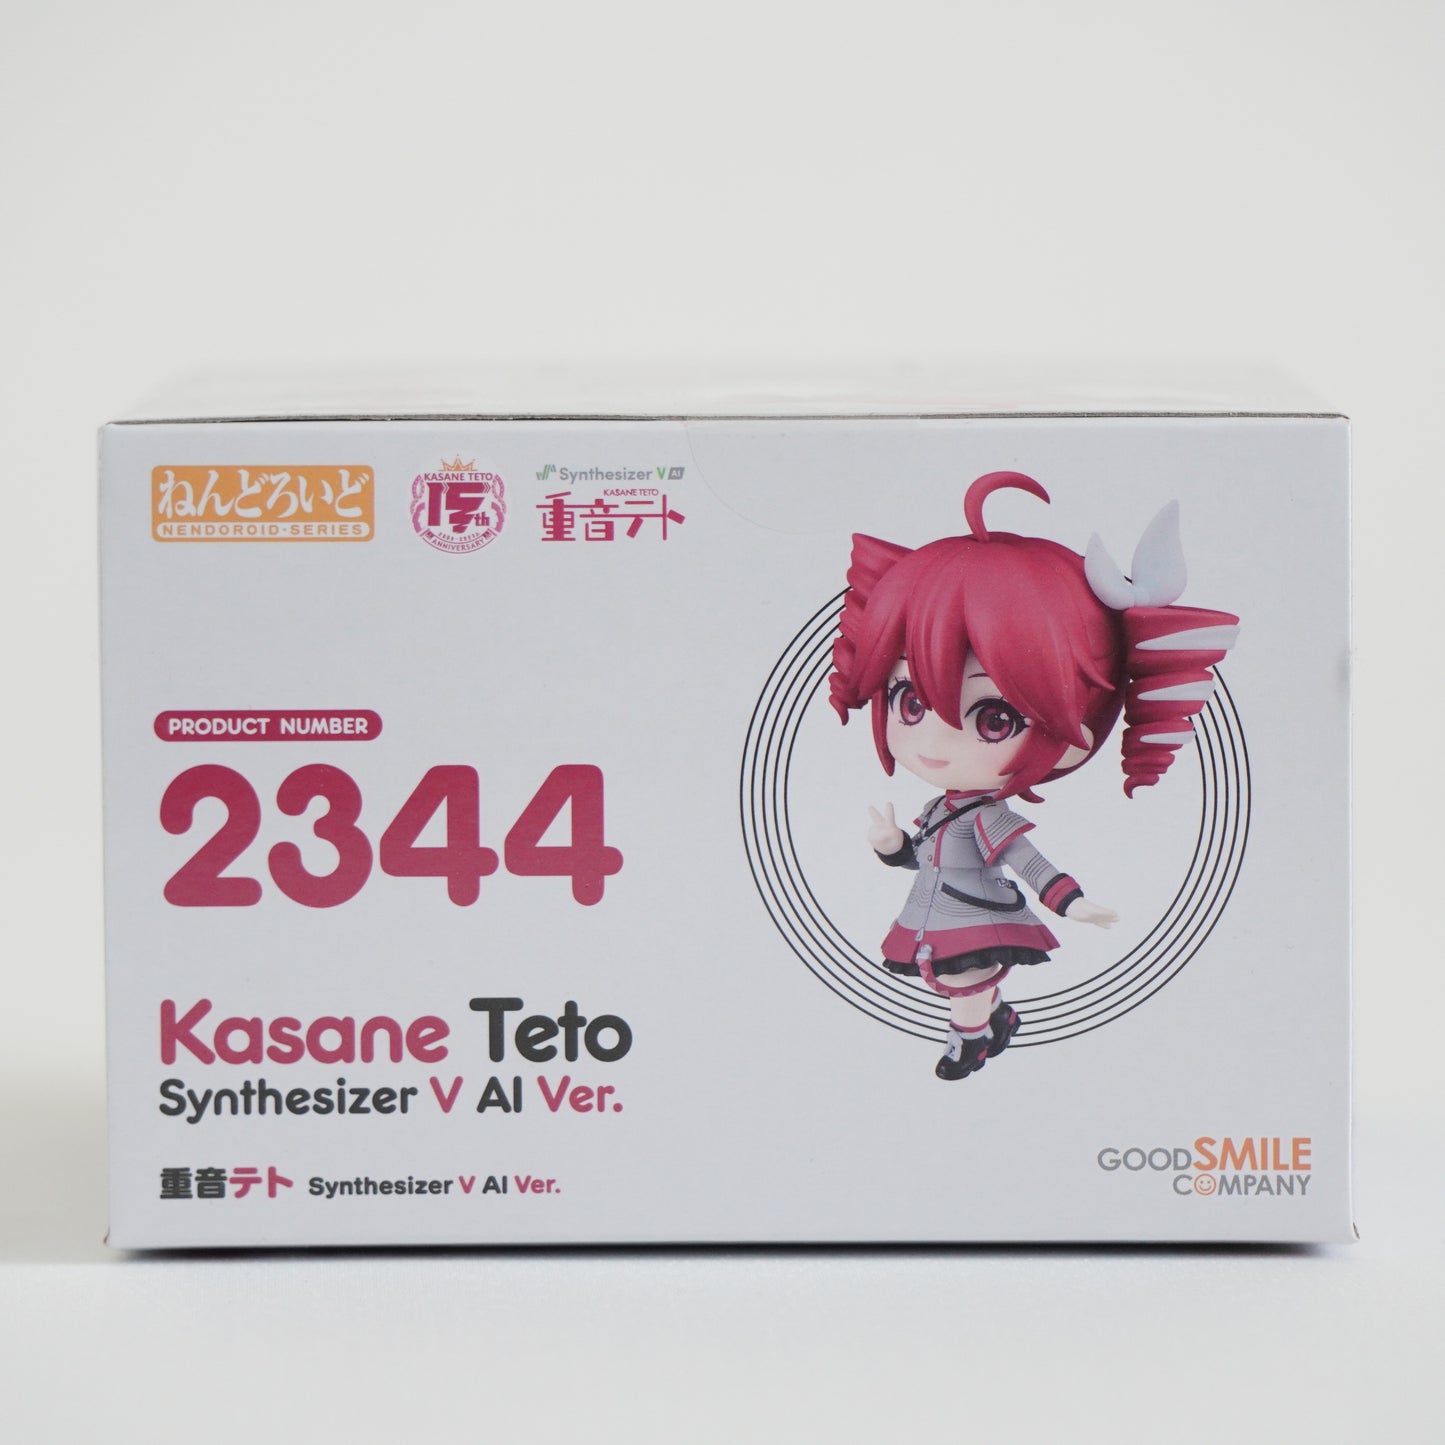 ねんどろいど
NENDOROID·SERIES
KASANE TETO
15th
ANNIVERSARY
Synthesizer V AI
KASANE TETO
重音テト
PRODUCT NUMBER
2344
Kasane Teto
Synthesizer V AI Ver.
重音テト Synthesizer V AI Ver.
GOODSMILE
COMPANY